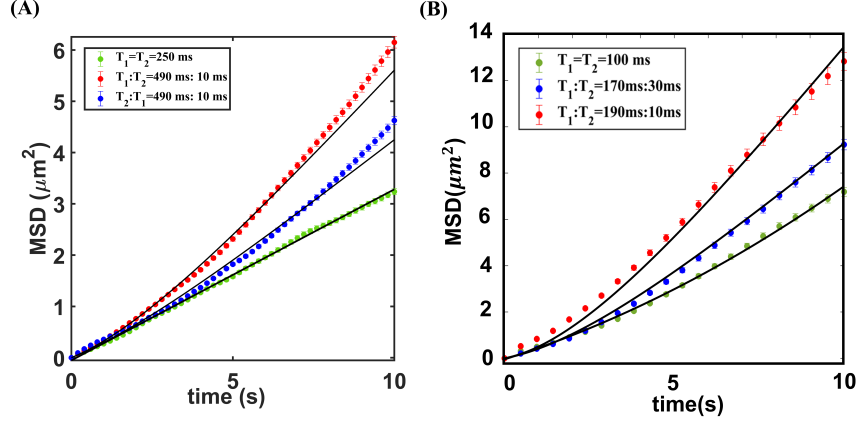 (A)
MSD (μm²)
6
5
4
3
2
1
0
T₁=T₂=250 ms
T₁:T₂=490 ms: 10 ms
T₂:T₁=490 ms: 10 ms
0 5 10
time (s)
(B)
MSD(μm²)
14
12
10
8
6
4
2
0
T₁=T₂=100 ms
T₁:T₂=170ms:30ms
T₁:T₂=190ms:10ms
0 5 10
time(s)